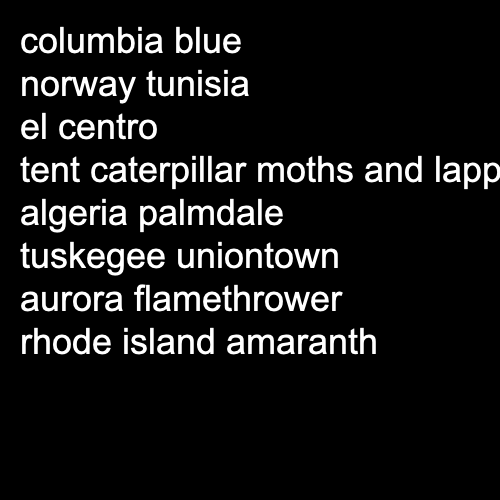 columbia blue
norway tunisia
el centro
tent caterpillar moths and lapp
algeria palmdale
tuskegee uniontown
aurora flamethrower
rhode island amaranth